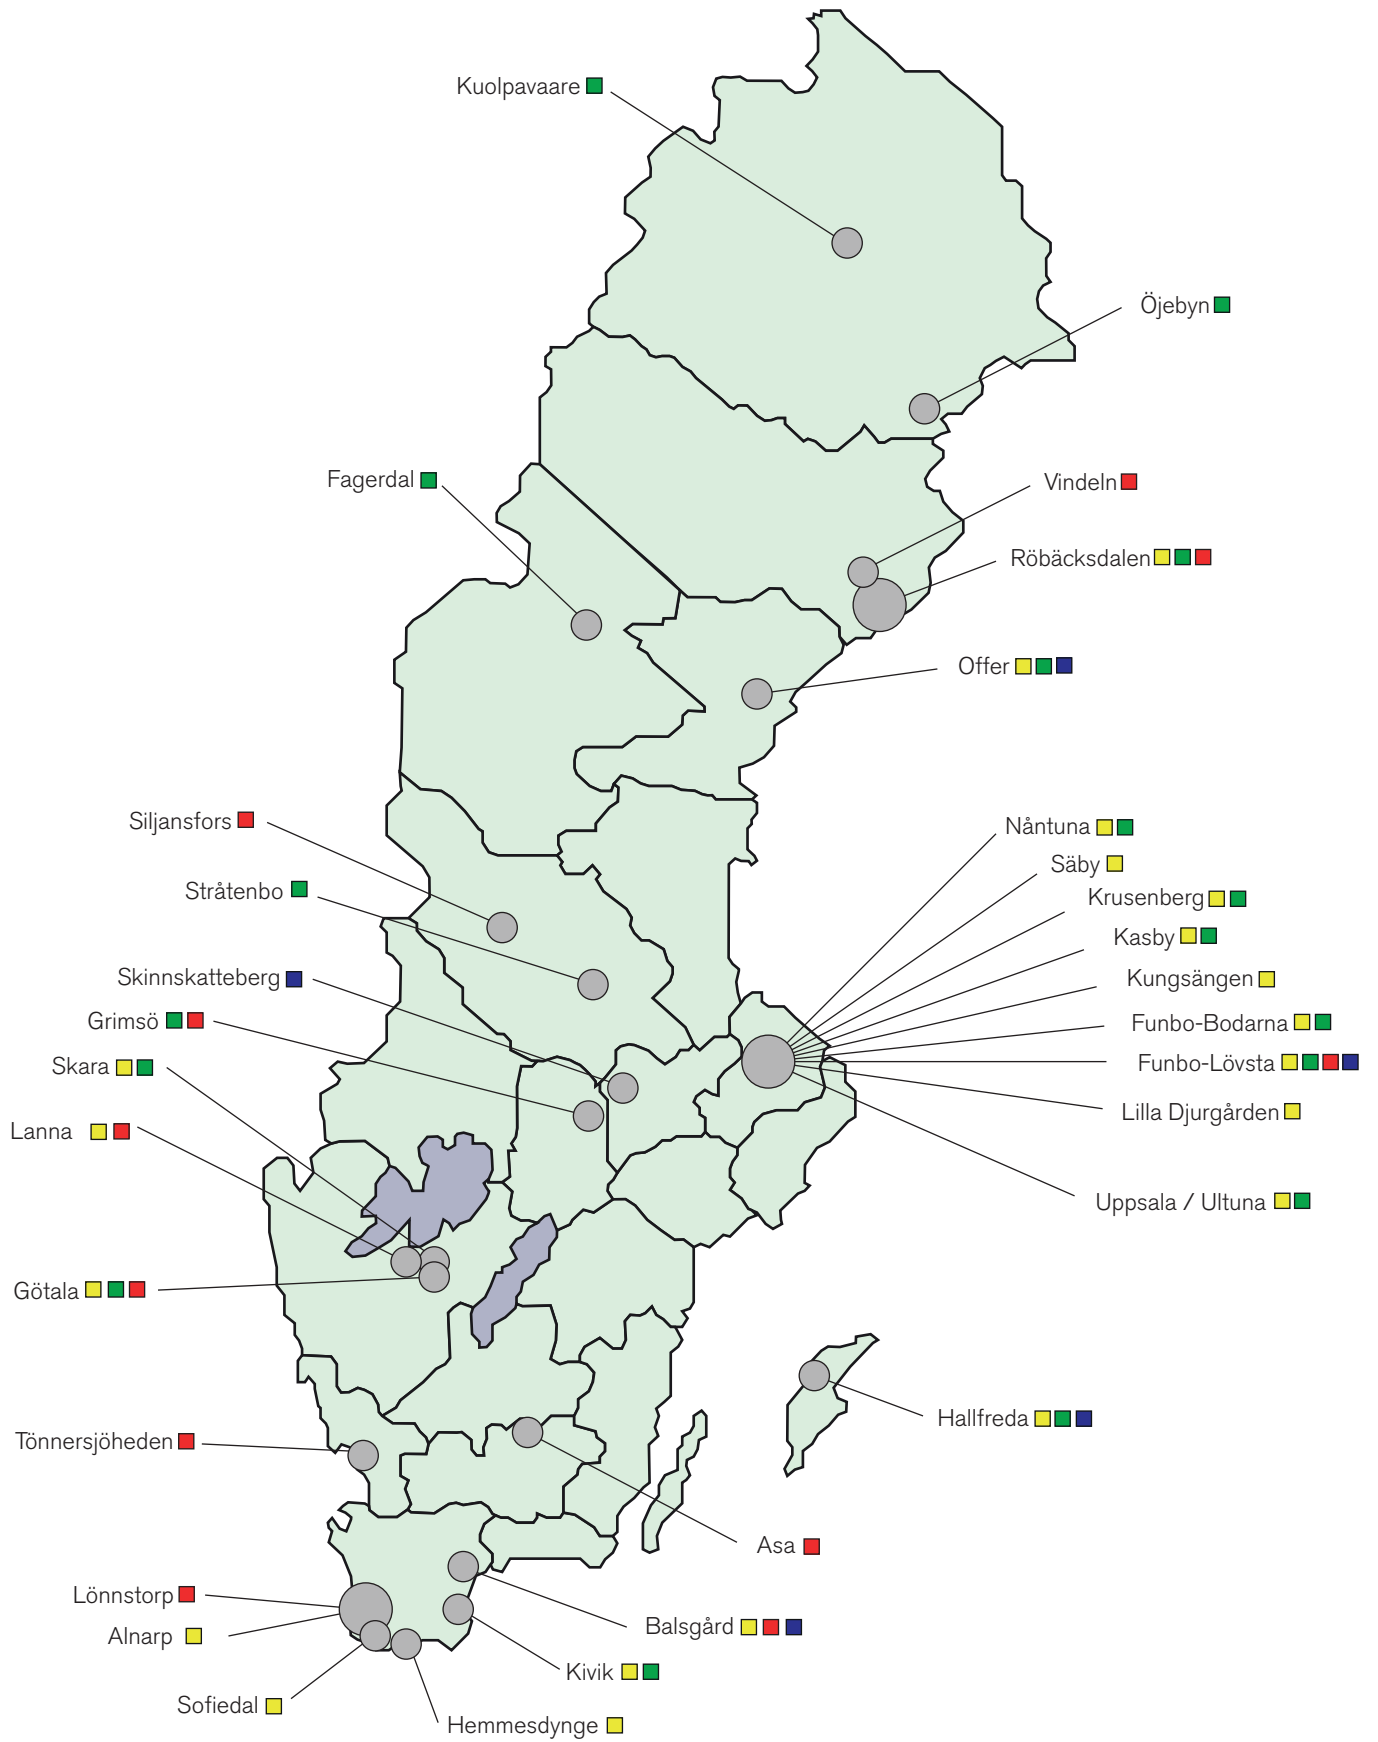 Kuolpavaare
Öjebyn
Fagerdal
Vindeln
Röbäcksdalen
Offer
Siljansfors
Nåntuna
Säby
Stråtenbo
Krusenberg
Kasby
Skinnskatteberg
Kungsängen
Grimsö
Funbo-Bodarna
Skara
Funbo-Lövsta
Lilla Djurgården
Lanna
Uppsala / Ultuna
Götala
Hallfreda
Tönnersjöheden
Asa
Lönnstorp
Balsgård
Alnarp
Kivik
Sofiedal
Hemmesdynge